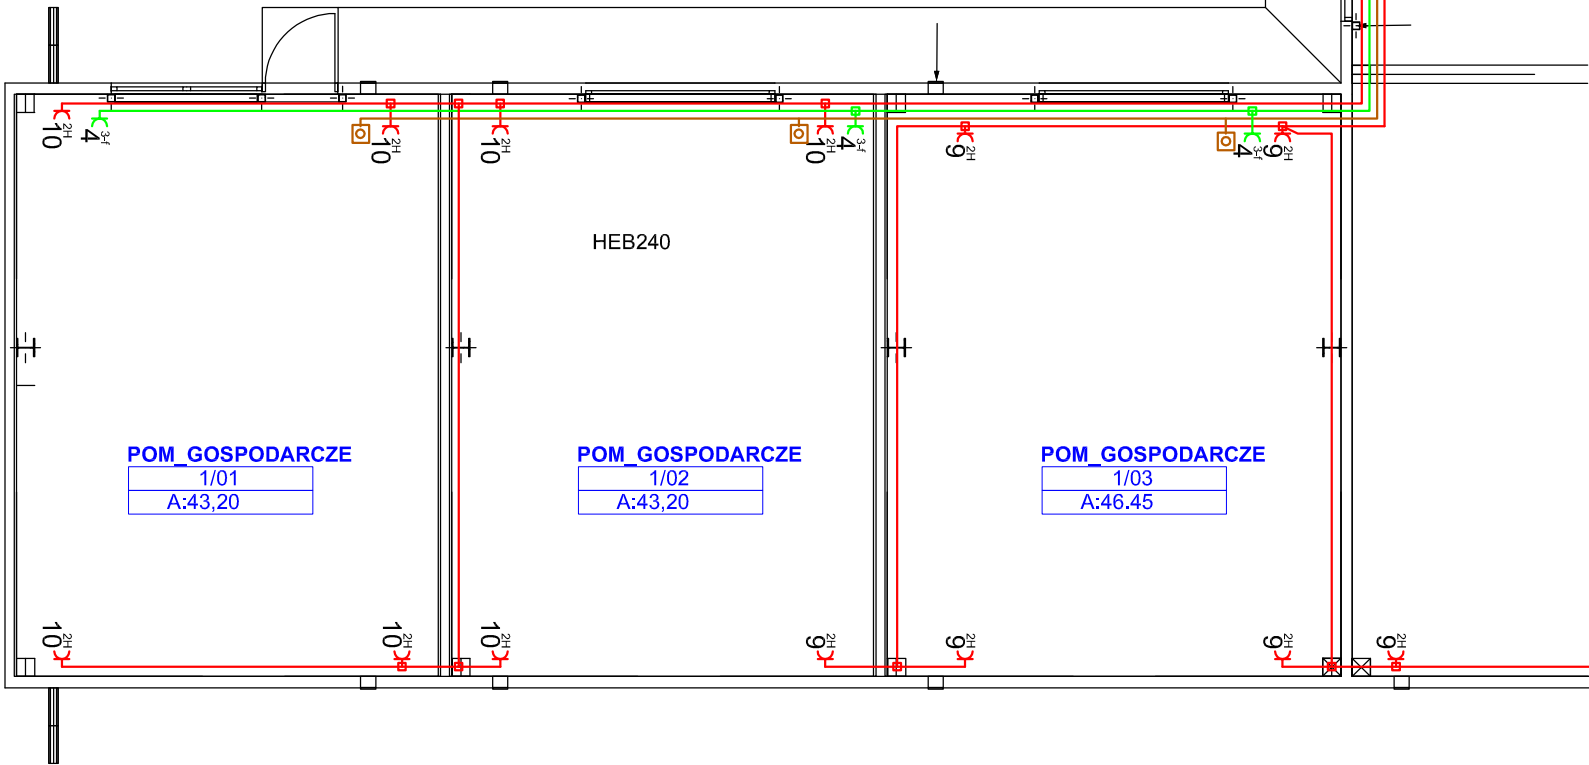 10 2H
4 3-f
10 2H
10 2H
10 2H
4 3-f
9 2H
4 3-f
9 2H
HEB240
POM_GOSPODARCZE
1/01
A:43,20
POM_GOSPODARCZE
1/02
A:43,20
POM_GOSPODARCZE
1/03
A:46.45
10 2H
10 2H
10 2H
9 2H
9 2H
9 2H
9 2H